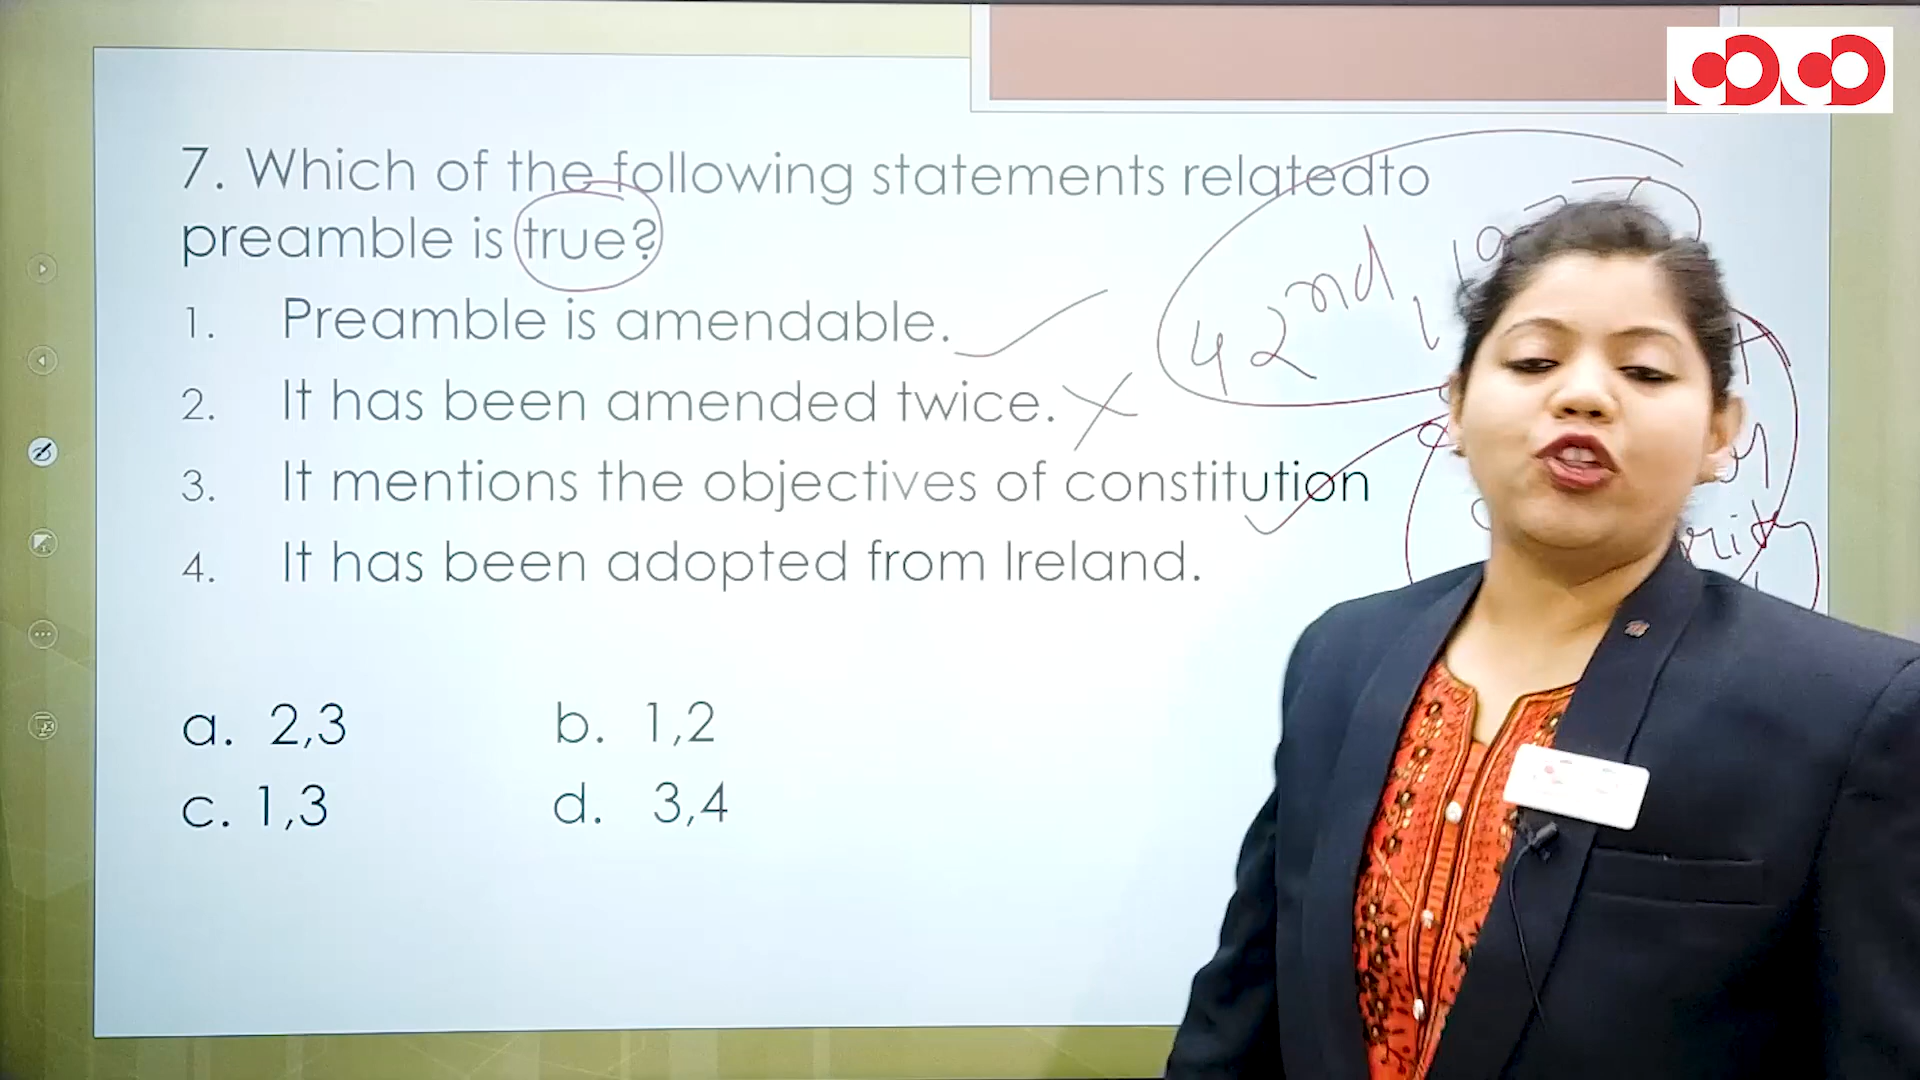 7. Which of the following statements relatedto
preamble is true?
1. Preamble is amendable.
2. It has been amended twice.
3. It mentions the objectives of constitution
4. It has been adopted from Ireland.
42nd,
a. 2,3 b. 1,2
c. 1,3 d. 3,4